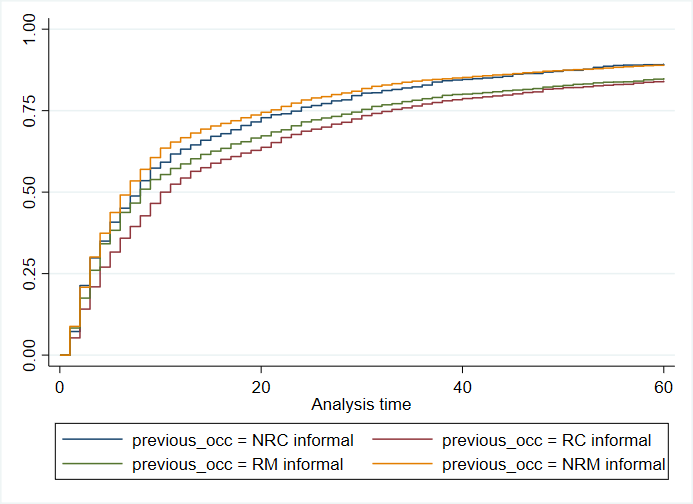 1.00
0.75
0.50
0.25
0.00
0 20 40 60
Analysis time
previous_occ = NRC informal previous_occ = RC informal
previous_occ = RM informal previous_occ = NRM informal